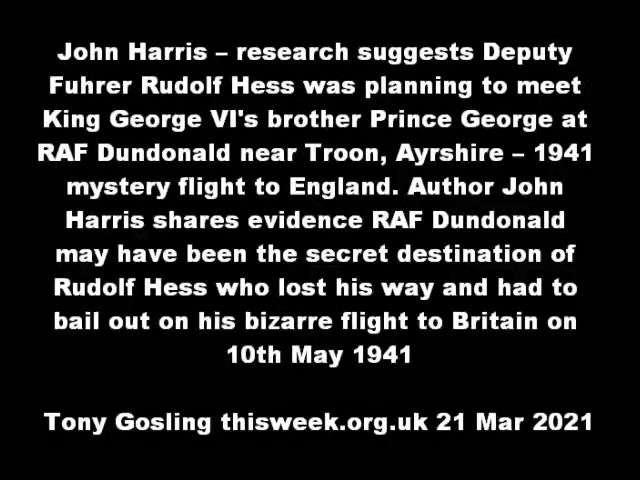 John Harris – research suggests Deputy
Fuhrer Rudolf Hess was planning to meet
King George VI's brother Prince George at
RAF Dundonald near Troon, Ayrshire – 1941
mystery flight to England. Author John
Harris shares evidence RAF Dundonald
may have been the secret destination of
Rudolf Hess who lost his way and had to
bail out on his bizarre flight to Britain on
10th May 1941
Tony Gosling thisweek.org.uk 21 Mar 2021